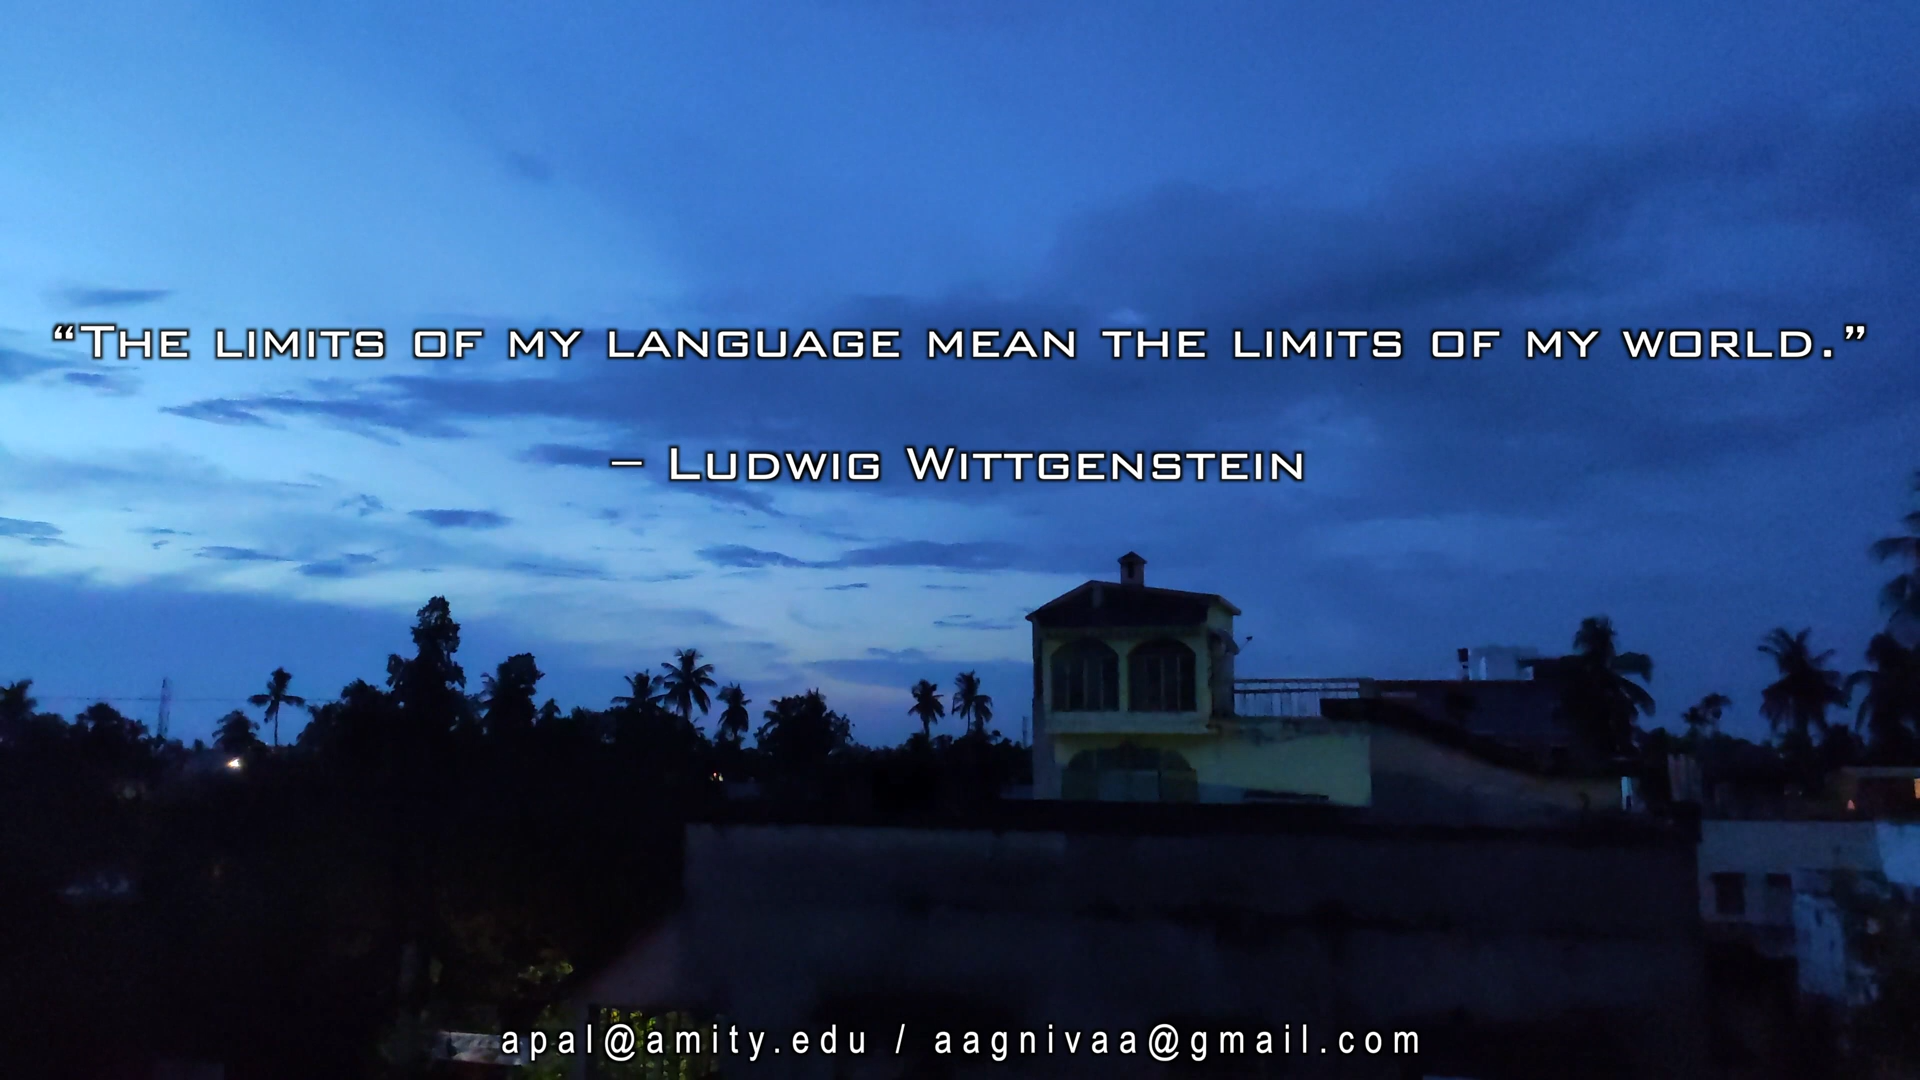 “The limits of my language mean the limits of my world.”
– Ludwig Wittgenstein
apal@amity.edu / aagnivaa@gmail.com